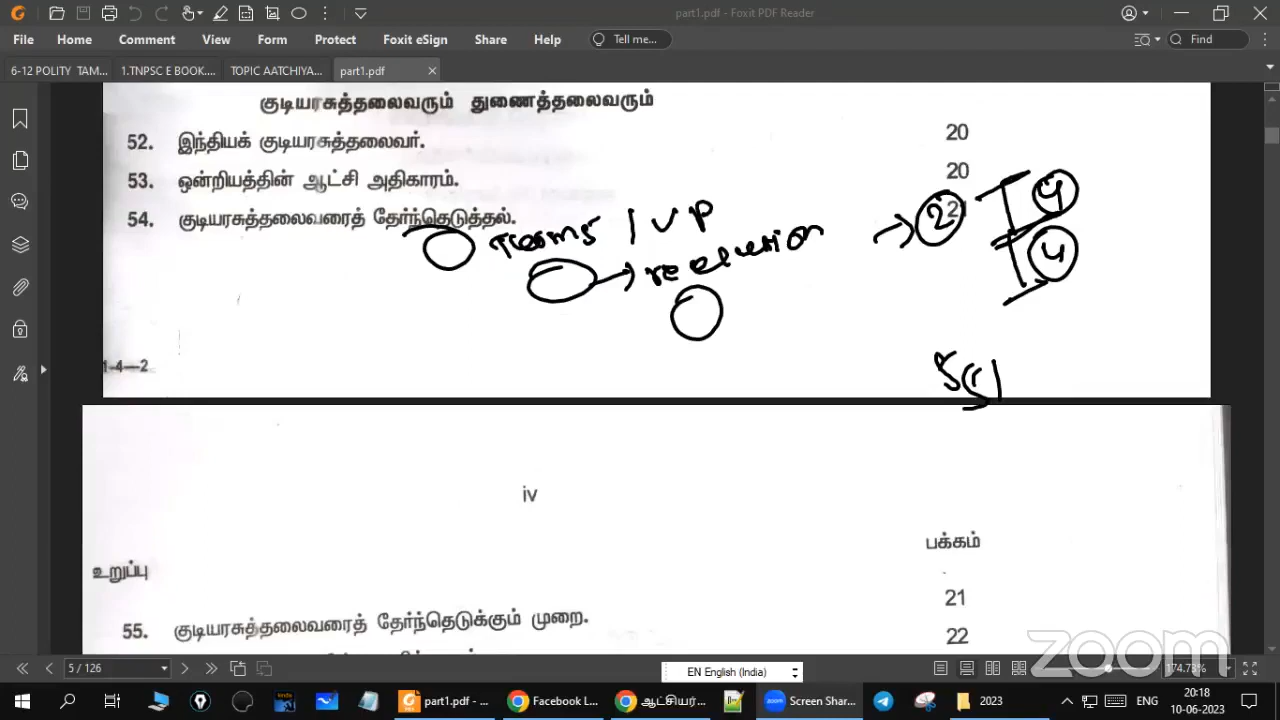 part1.pdf - Foxit PDF Reader
File Home Comment View Form Protect Foxit eSign Share Help Tell me... Find
6-12 POLITY TAM... 1.TNPSC E BOOK.... TOPIC AATCHIYA... part1.pdf
குடியரசுத்தலைவரும் துணைத்தலைவரும்
52. இந்தியக் குடியரசுத்தலைவர். 20
53. ஒன்றியத்தின் ஆட்சி அதிகாரம். 20
54. குடியரசுத்தலைவரைத் தேர்ந்தெடுத்தல். 21
Terms / VP
2 4
re election
4
1-4—2
iv
பக்கம்
உறுப்பு
21
55. குடியரசுத்தலைவரைத் தேர்ந்தெடுக்கும் முறை.
22
zoom
5 / 126 EN English (India) 174.73%
part1.pdf - ... Facebook L... ஆட்சியர்... Screen Shar... 2023 ENG 20:18
10-06-2023